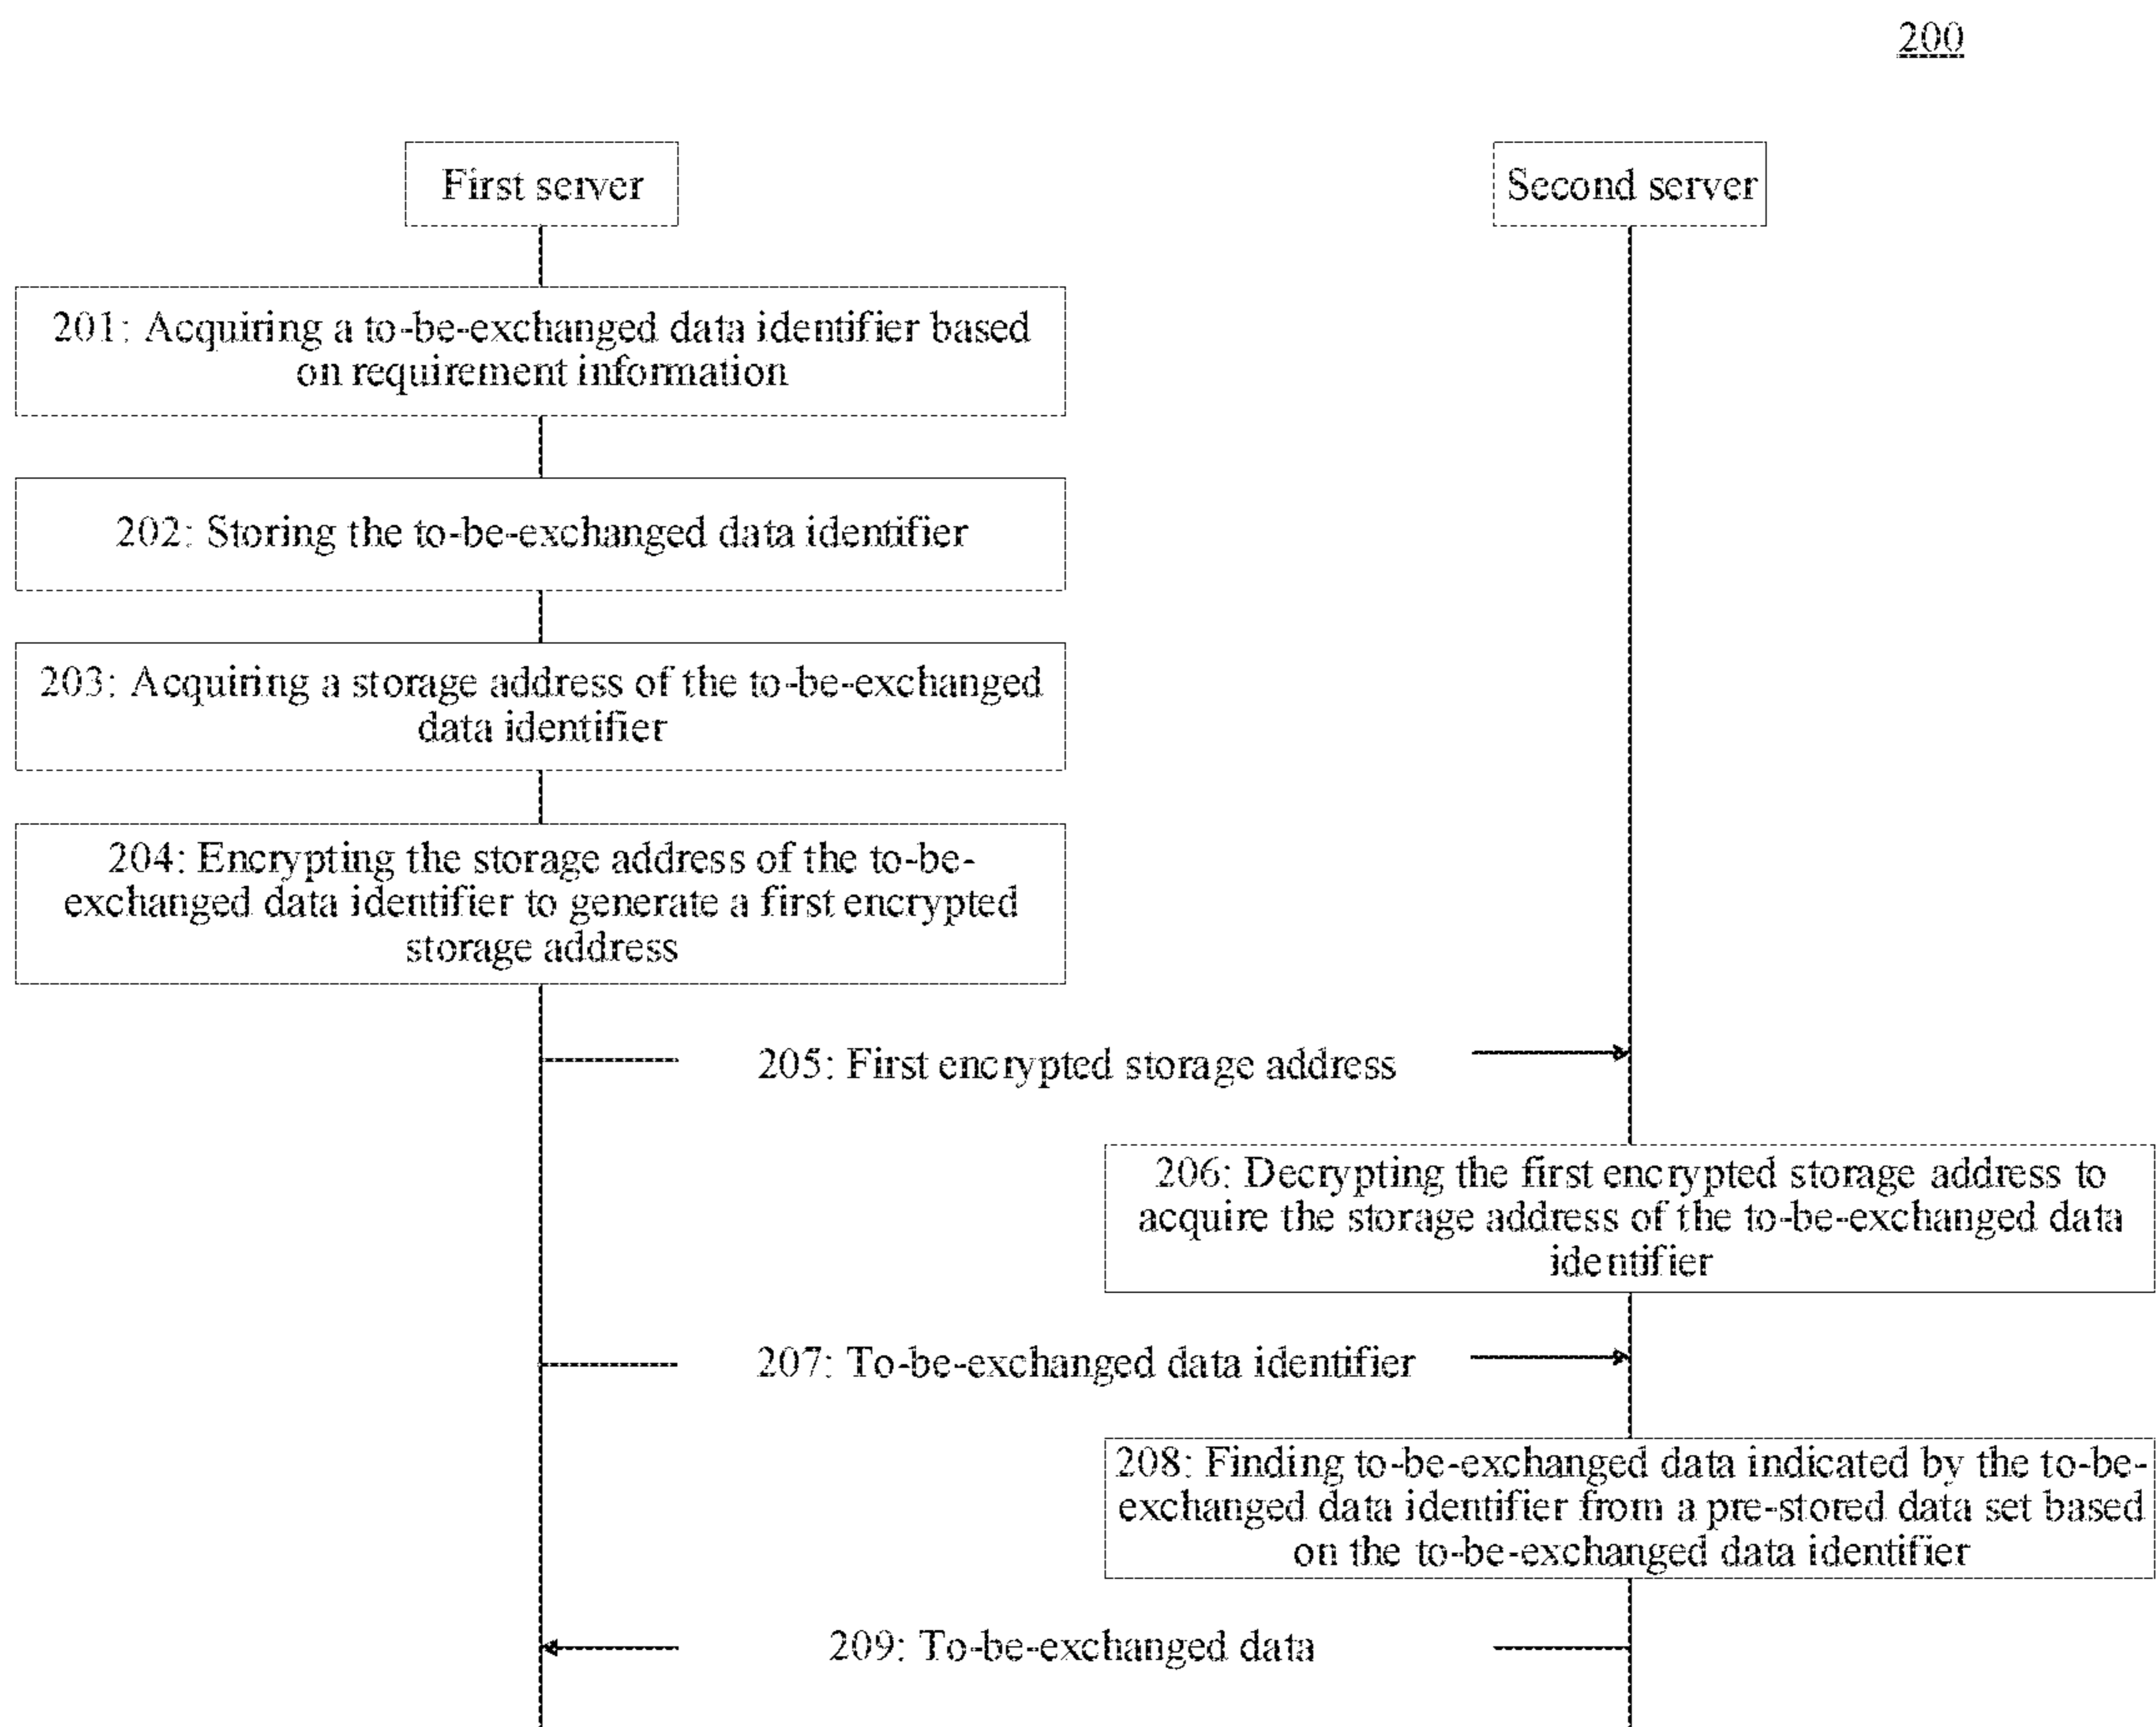 200
First server
Second server
201: Acquiring a to-be-exchanged data identifier based
on requirement information
202: Storing the to-be-exchanged data identifier
203: Acquiring a storage address of the to-be-exchanged
data identifier
204: Encrypting the storage address of the to-be-
exchanged data identifier to generate a first encrypted
storage address
205: First encrypted storage address
206: Decrypting the first encrypted storage address to
acquire the storage address of the to-be-exchanged data
identifier
207: To-be-exchanged data identifier
208: Finding to-be-exchanged data indicated by the to-be-
exchanged data identifier from a pre-stored data set based
on the to-be-exchanged data identifier
209: To-be-exchanged data